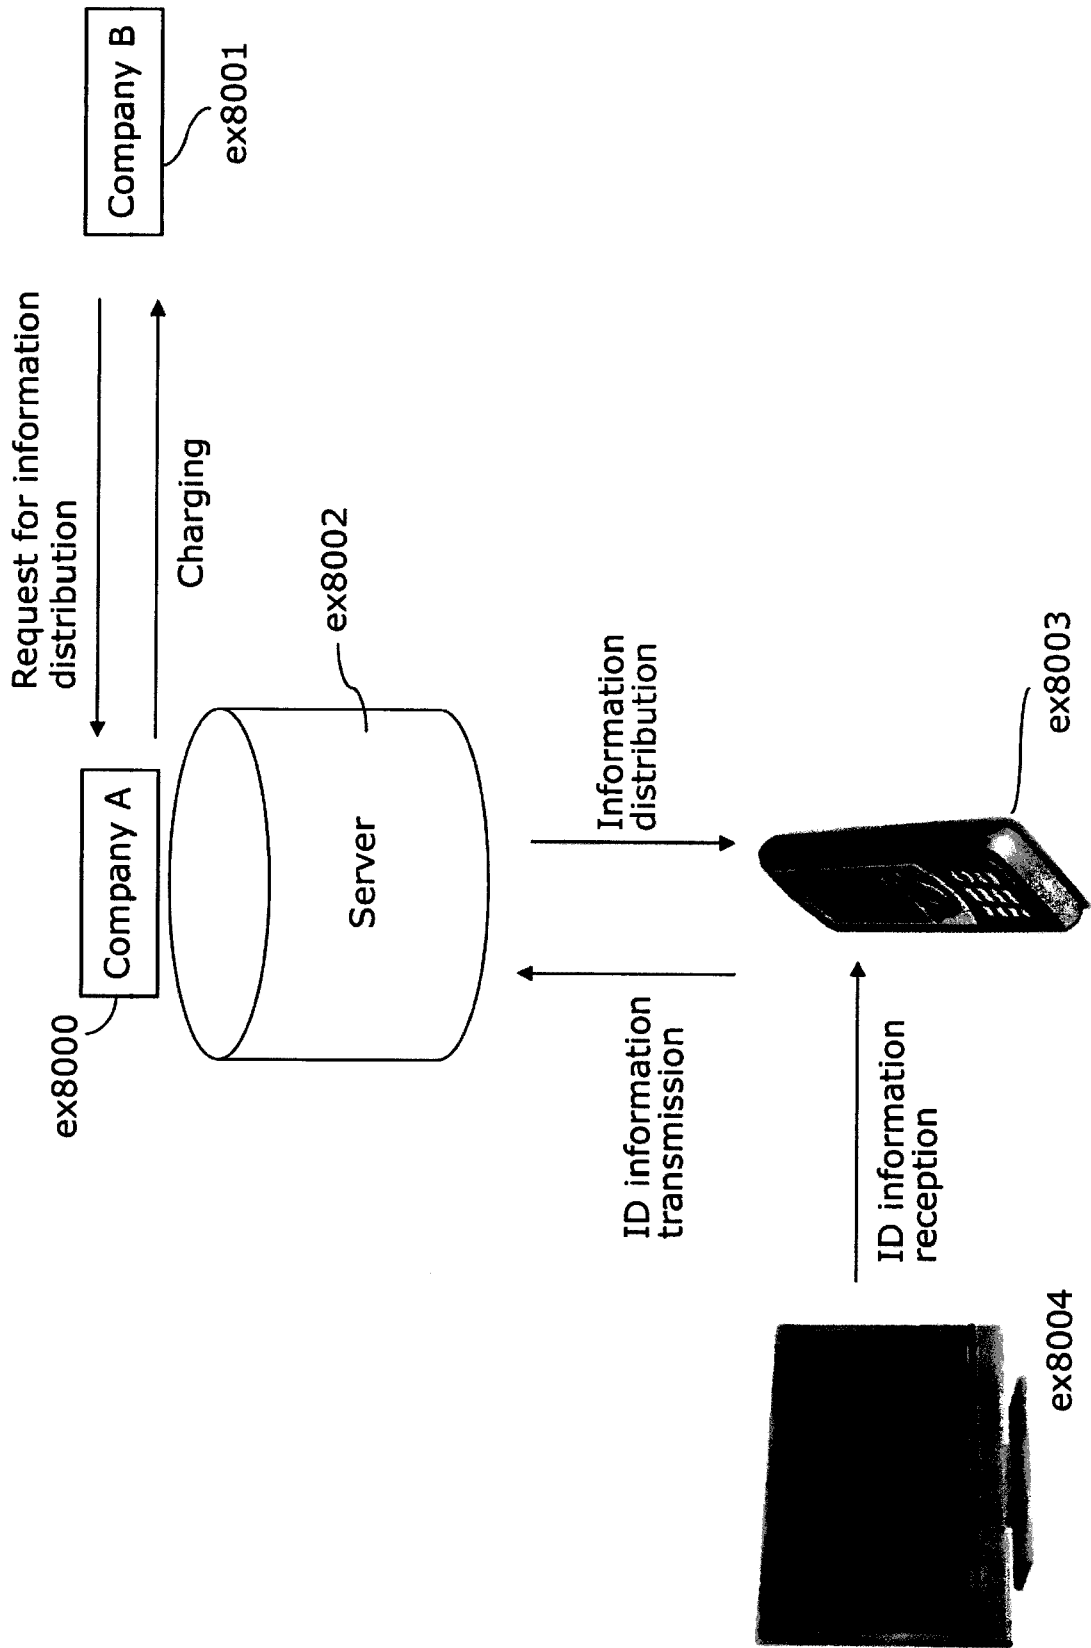 Request for information
distribution
Company B
ex8001
Charging
Company A
ex8000
Server
ex8002
Information
distribution
ID information
transmission
ID information
reception
ex8003
ex8004